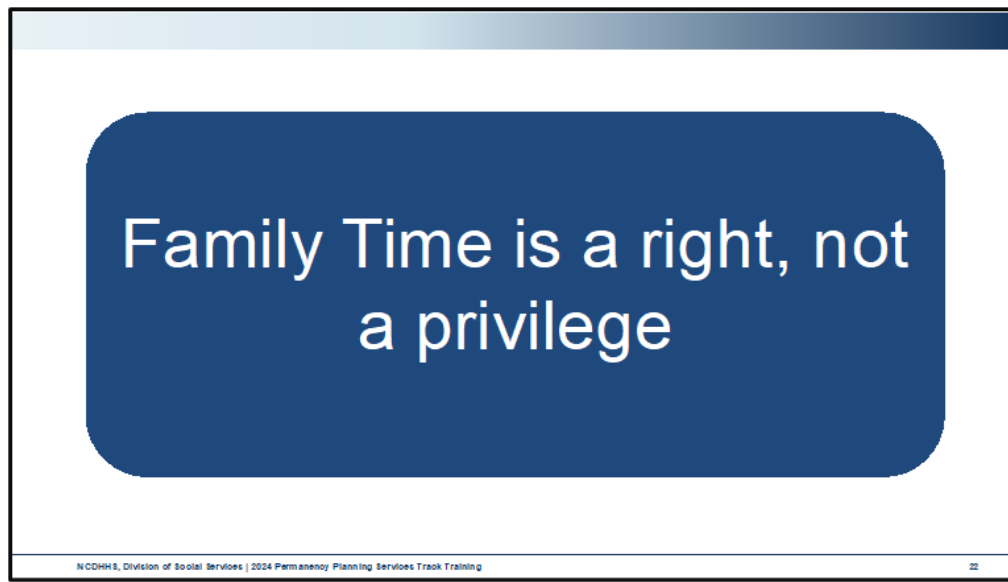 Family Time is a right, not
a privilege
NCDHHS, Division of Social Services | 2024 Permanency Planning Services Track Training
22